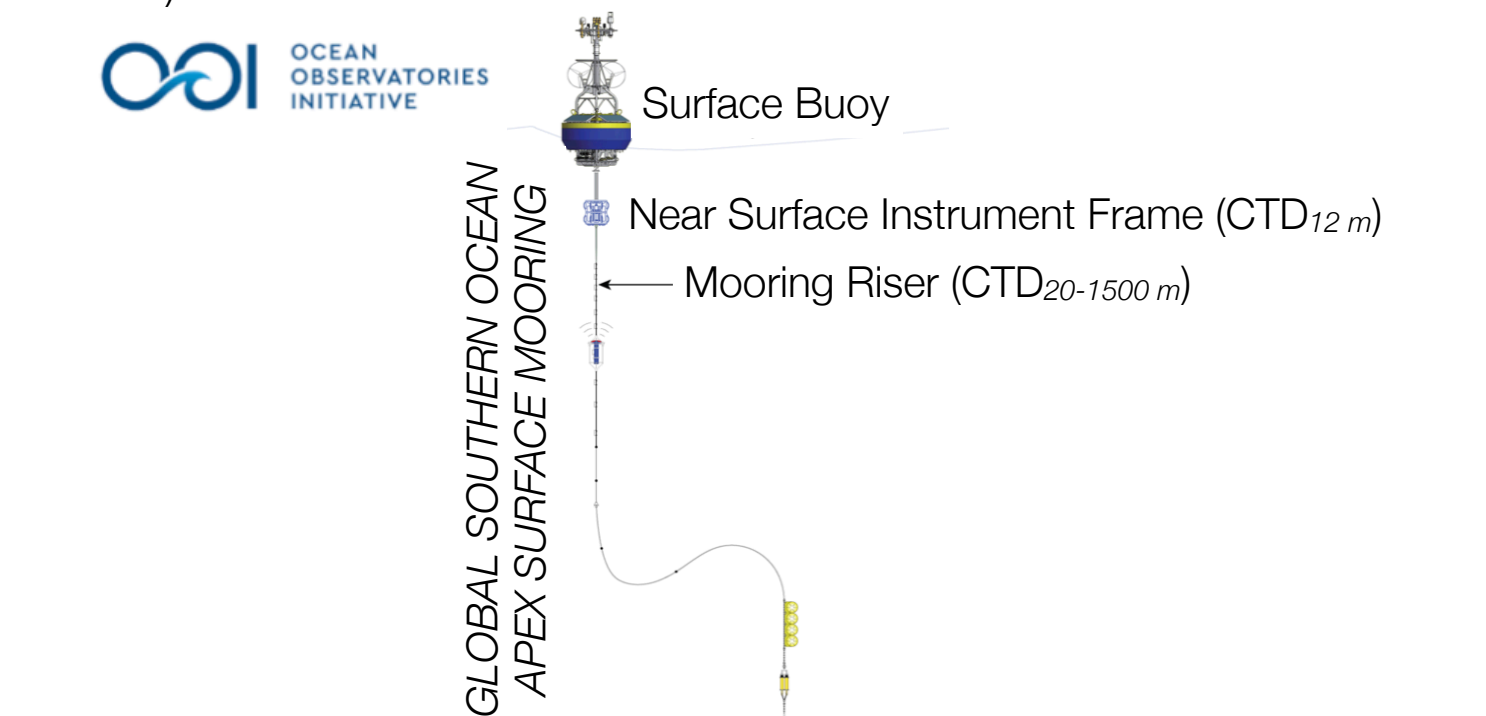 OCEAN
OBSERVATORIES
INITIATIVE
Surface Buoy
Near Surface Instrument Frame (CTD12 m)
Mooring Riser (CTD20-1500 m)
GLOBAL SOUTHERN OCEAN
APEX SURFACE MOORING